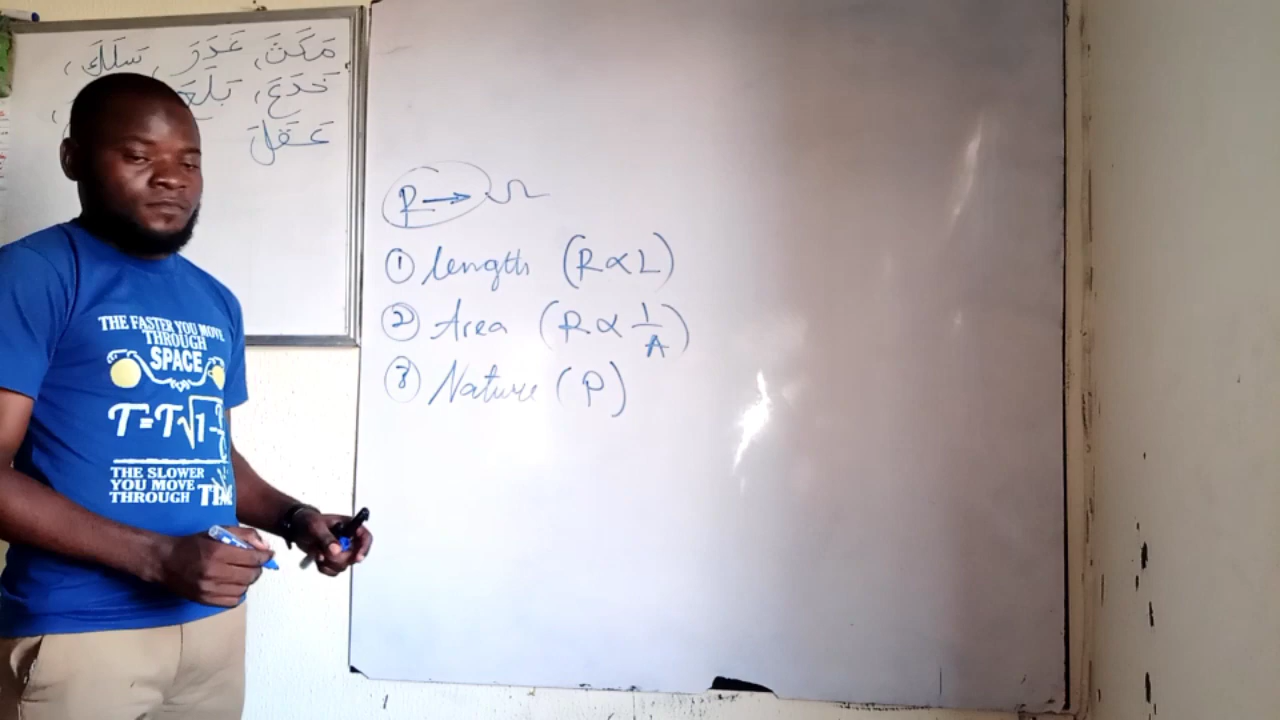 مَكَثَ، غَدَرَ، سَلَكَ،
خَدَعَ، بَلَعَ
عَقَلَ
R → Ω
① length (R ∝ L)
② Area (R ∝ 1/A)
③ Nature (ρ)
THE FASTER YOU MOVE
THROUGH
SPACE
T=T√1-
THE SLOWER
YOU MOVE
THROUGH TIME